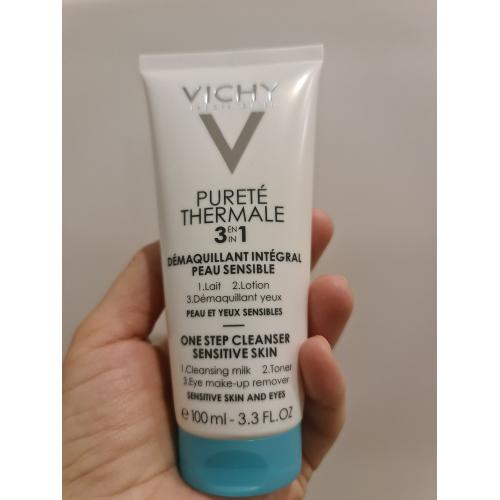 VICHY
V
PURETÉ
THERMALE
3 EN IN 1
DÉMAQUILLANT INTÉGRAL
PEAU SENSIBLE
1.Lait 2.Lotion
3.Démaquillant yeux
PEAU ET YEUX SENSIBLES
ONE STEP CLEANSER
SENSITIVE SKIN
1.Cleansing milk 2.Toner
3.Eye make-up remover
SENSITIVE SKIN AND EYES
e 100 ml - 3.3 FL.OZ